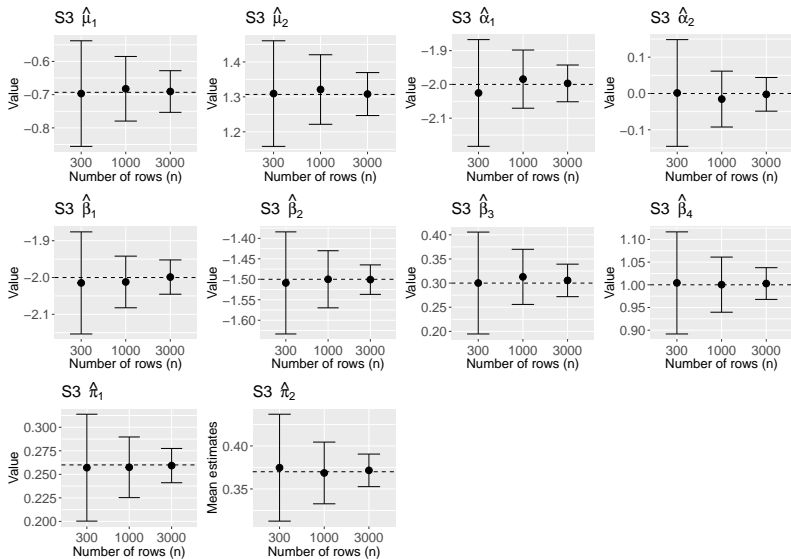 S3 μ̂₁
S3 μ̂₂
S3 α̂₁
S3 α̂₂
Value
−0.6
−0.7
−0.8
300 1000 3000
Number of rows (n)
Value
1.4
1.3
1.2
300 1000 3000
Number of rows (n)
Value
−1.9
−2.0
−2.1
300 1000 3000
Number of rows (n)
Value
0.1
0.0
−0.1
300 1000 3000
Number of rows (n)
S3 β̂₁
S3 β̂₂
S3 β̂₃
S3 β̂₄
Value
−1.9
−2.0
−2.1
300 1000 3000
Number of rows (n)
Value
−1.40
−1.45
−1.50
−1.55
−1.60
300 1000 3000
Number of rows (n)
Value
0.40
0.35
0.30
0.25
0.20
300 1000 3000
Number of rows (n)
Value
1.10
1.05
1.00
0.95
0.90
300 1000 3000
Number of rows (n)
S3 π̂₁
S3 π̂₂
Value
0.300
0.275
0.250
0.225
0.200
300 1000 3000
Number of rows (n)
Mean estimates
0.40
0.35
300 1000 3000
Number of rows (n)